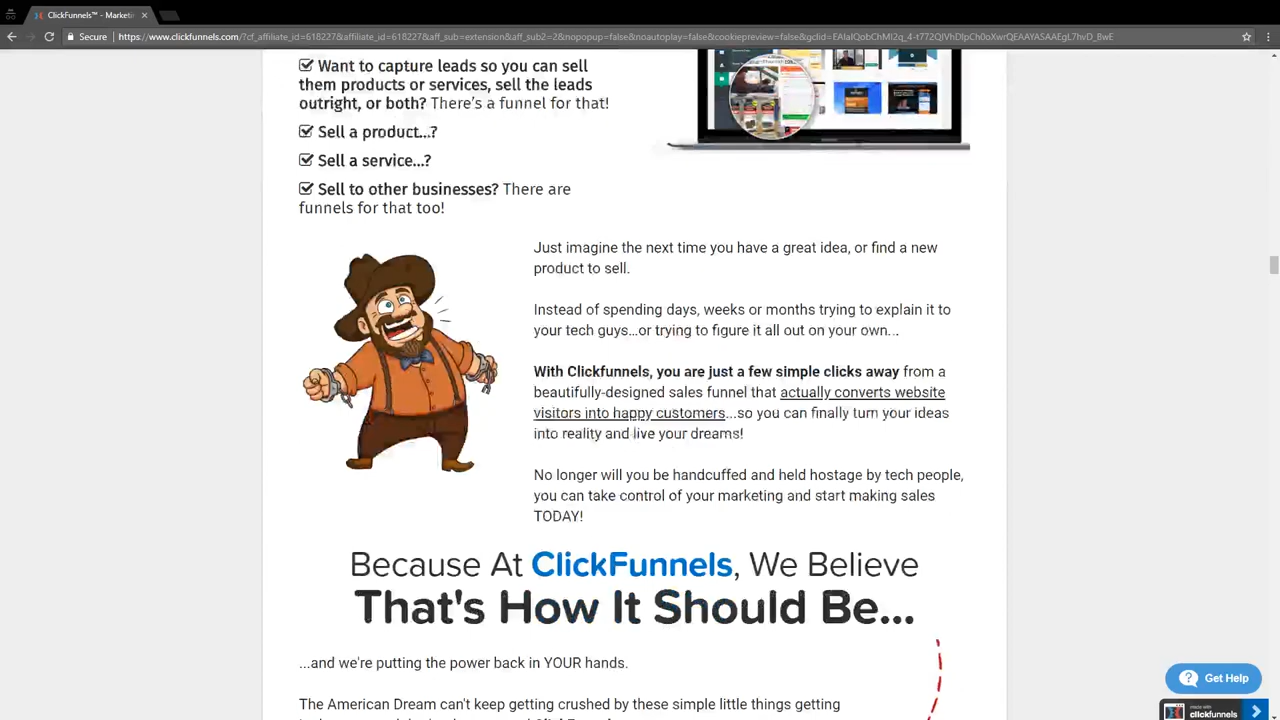 ClickFunnels™ - Marketi
Secure
https://www.clickfunnels.com/?cf_affiliate_id=618227&affiliate_id=618227&aff_sub=extension&aff_sub2=2&nopopup=false&noautoplay=false&cookiepreview=false&gclid=
Want to capture leads so you can sell
them products or services, sell the leads
outright, or both? There's a funnel for that!
Sell a product...?
Sell a service...?
Sell to other businesses? There are
funnels for that too!
Just imagine the next time you have a great idea, or find a new
product to sell.
Instead of spending days, weeks or months trying to explain it to
your tech guys...or trying to figure it all out on your own...
With Clickfunnels, you are just a few simple clicks away from a
beautifully-designed sales funnel that actually converts website
visitors into happy customers...so you can finally turn your ideas
into reality and live your dreams!
No longer will you be handcuffed and held hostage by tech people,
you can take control of your marketing and start making sales
TODAY!
Because At ClickFunnels, We Believe
That's How It Should Be...
...and we're putting the power back in YOUR hands.
The American Dream can't keep getting crushed by these simple little things getting
Get Help
made with
clickfunnels